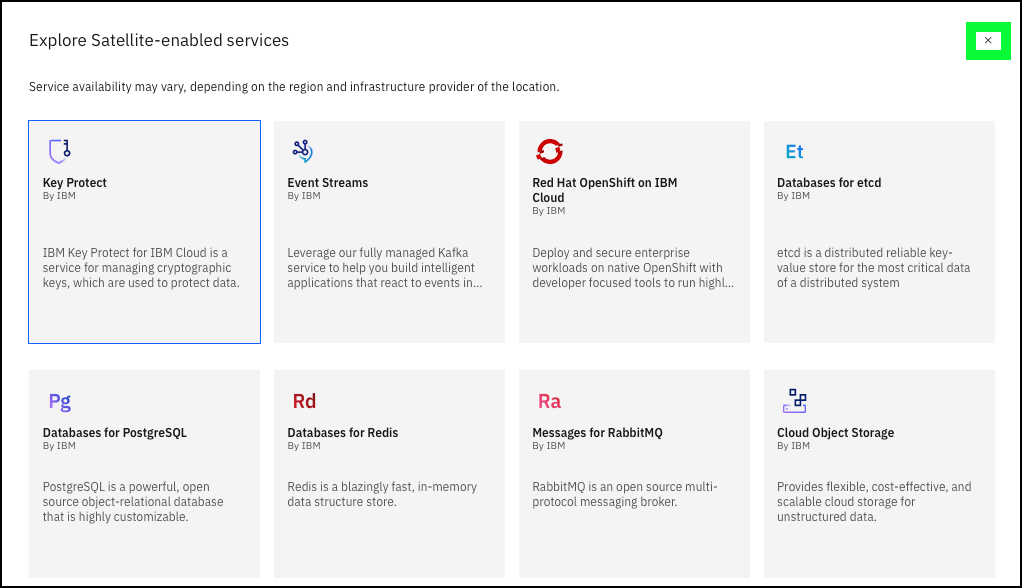 Explore Satellite-enabled services
×
Service availability may vary, depending on the region and infrastructure provider of the location.
Key Protect
By IBM
IBM Key Protect for IBM Cloud is a
service for managing cryptographic
keys, which are used to protect data.
Event Streams
By IBM
Leverage our fully managed Kafka
service to help you build intelligent
applications that react to events in...
Red Hat OpenShift on IBM
Cloud
By IBM
Deploy and secure enterprise
workloads on native OpenShift with
developer focused tools to run highl...
Et
Databases for etcd
By IBM
etcd is a distributed reliable key-
value store for the most critical data
of a distributed system
Pg
Databases for PostgreSQL
By IBM
PostgreSQL is a powerful, open
source object-relational database
that is highly customizable.
Rd
Databases for Redis
By IBM
Redis is a blazingly fast, in-memory
data structure store.
Ra
Messages for RabbitMQ
By IBM
RabbitMQ is an open source multi-
protocol messaging broker.
Cloud Object Storage
By IBM
Provides flexible, cost-effective, and
scalable cloud storage for
unstructured data.